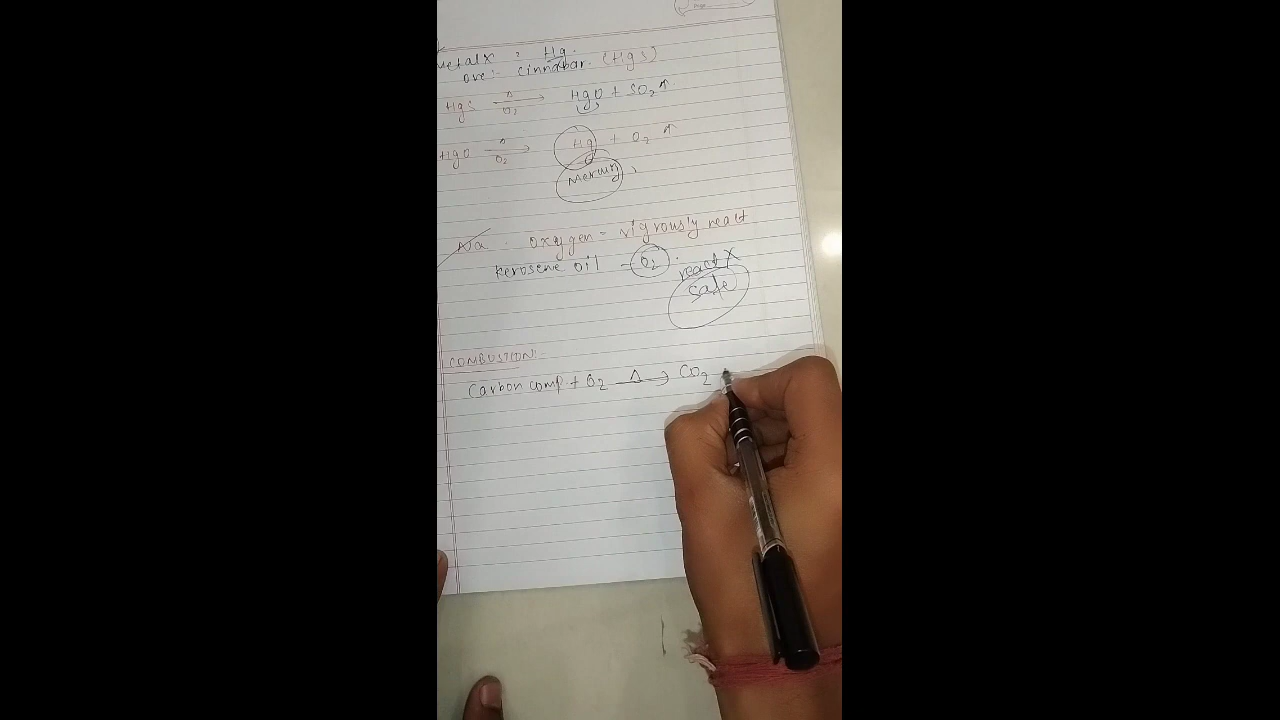 metal X : Hg.
ore:- cinnabar. (HgS)
HgS Δ O2 → HgO + SO2 ↑
HgO Δ O2 → Hg + O2 ↑
Mercury
Na. oxygen = vigrously react
kerosene oil - O2. react X
safe
COMBUSTION:
Carbon comp + O2 Δ → CO2